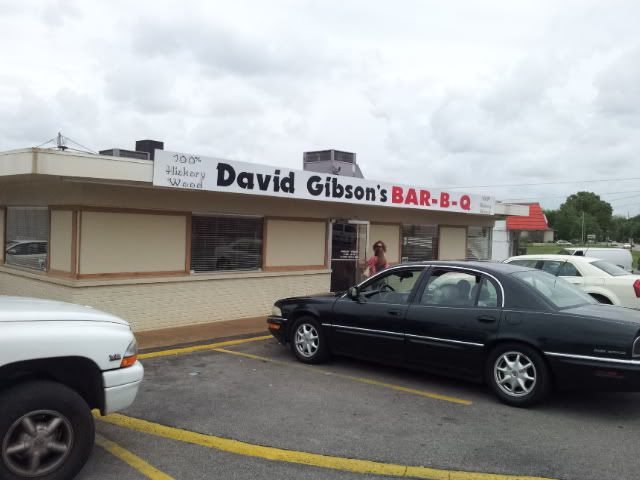 100%
Hickory
Wood
David Gibson's BAR-B-Q